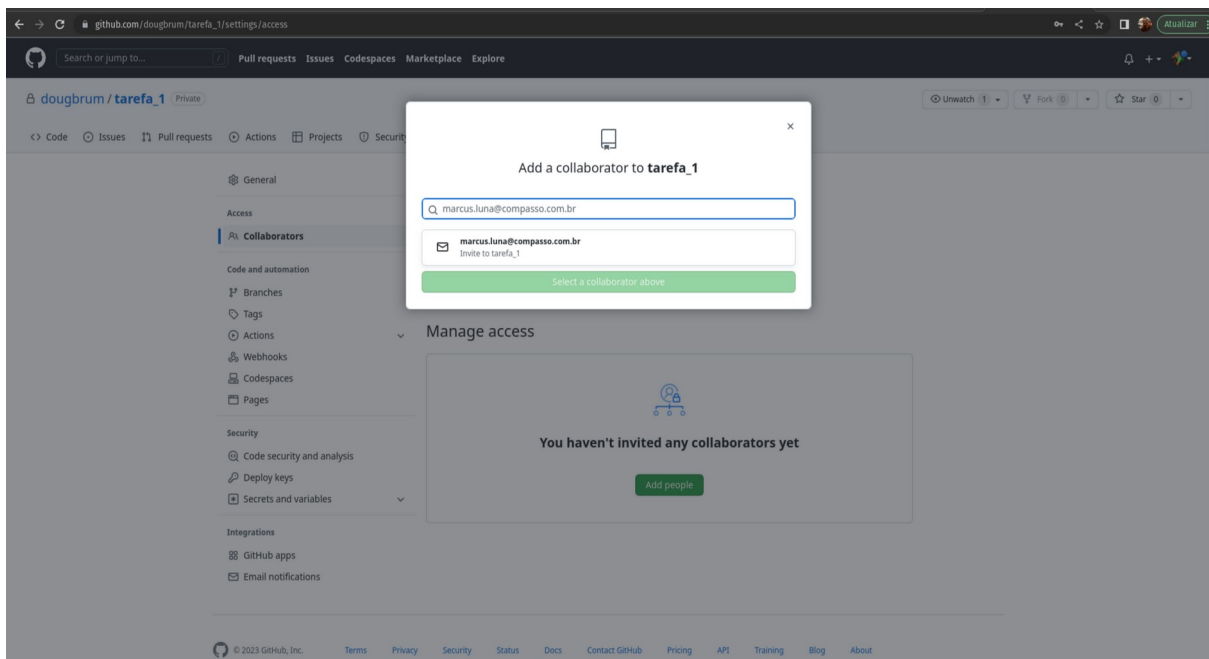 github.com/dougbrum/tarefa_1/settings/access
Atualizar
Search or jump to...
/
Pull requests Issues Codespaces Marketplace Explore
dougbrum / tarefa_1 Private
Unwatch 1
Fork 0
Star 0
<> Code Issues Pull requests Actions Projects Security
Add a collaborator to tarefa_1
marcus.luna@compasso.com.br
marcus.luna@compasso.com.br
Invite to tarefa_1
Select a collaborator above
General
Access
Collaborators
Code and automation
Branches
Tags
Actions
Webhooks
Codespaces
Pages
Security
Code security and analysis
Deploy keys
Secrets and variables
Integrations
GitHub apps
Email notifications
Manage access
You haven't invited any collaborators yet
Add people
© 2023 GitHub, Inc. Terms Privacy Security Status Docs Contact GitHub Pricing API Training Blog About